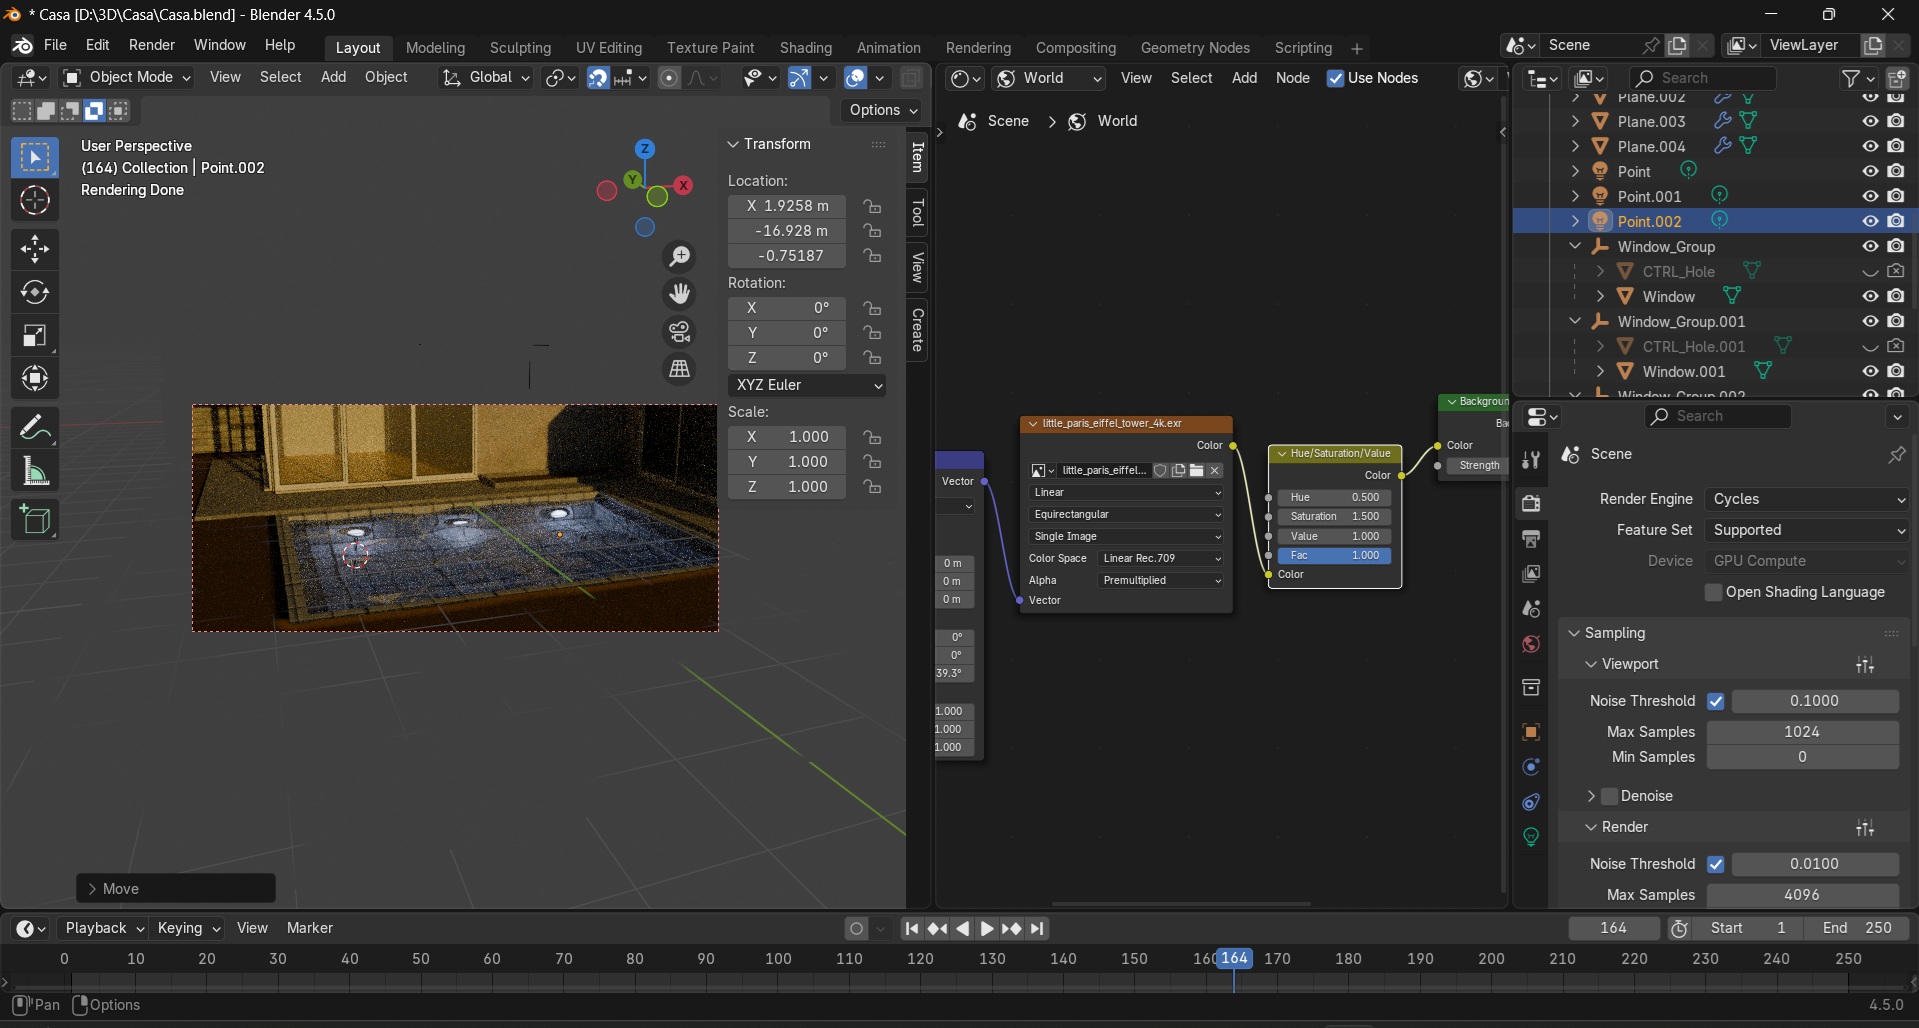 * Casa [D:\3D\Casa\Casa.blend] - Blender 4.5.0
File Edit Render Window Help
Layout Modeling Sculpting UV Editing Texture Paint Shading Animation Rendering Compositing Geometry Nodes Scripting
Scene
ViewLayer
Object Mode View Select Add Object Global
World View Select Add Node Use Nodes
Search
Options
User Perspective
(164) Collection | Point.002
Rendering Done
Z
Y
X
Transform
Location:
X 1.9258 m
-16.928 m
-0.75187
Rotation:
X 0°
Y 0°
Z 0°
XYZ Euler
Scale:
X 1.000
Y 1.000
Z 1.000
Item
Tool
View
Create
Move
Scene World
Vector
0 m
0 m
0 m
0°
0°
39.3°
1.000
1.000
1.000
little_paris_eiffel_tower_4k.exr
Color
little_paris_eiffel...
Linear
Equirectangular
Single Image
Color Space Linear Rec.709
Alpha Premultiplied
Vector
Hue/Saturation/Value
Color
Hue 0.500
Saturation 1.500
Value 1.000
Fac 1.000
Color
Backgroun
Bac
Color
Strength
Plane.002
Plane.003
Plane.004
Point
Point.001
Point.002
Window_Group
CTRL_Hole
Window
Window_Group.001
CTRL_Hole.001
Window.001
Window_Group.002
Search
Scene
Render Engine Cycles
Feature Set Supported
Device GPU Compute
Open Shading Language
Sampling
Viewport
Noise Threshold 0.1000
Max Samples 1024
Min Samples 0
Denoise
Render
Noise Threshold 0.0100
Max Samples 4096
Playback Keying View Marker
164 Start 1 End 250
0 10 20 30 40 50 60 70 80 90 100 110 120 130 140 150 160 164 170 180 190 200 210 220 230 240 250
Pan Options
4.5.0